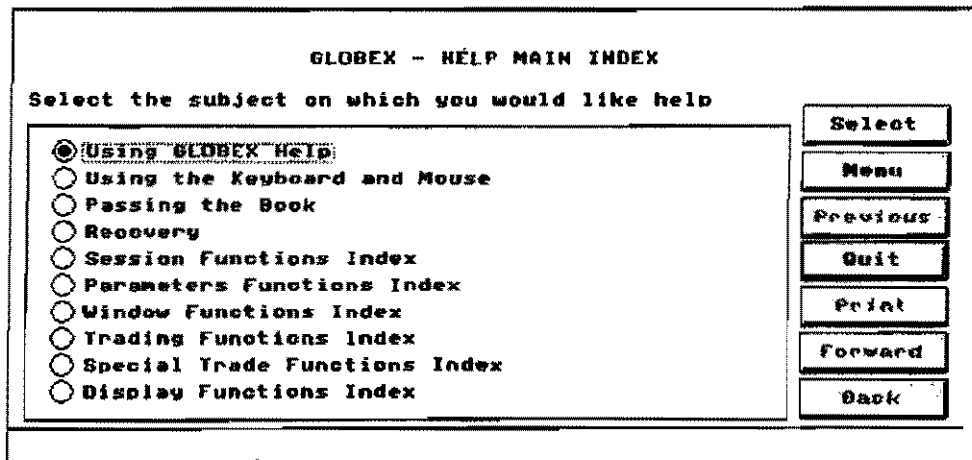 GLOBEX - HELP MAIN INDEX
Select the subject on which you would like help
Using GLOBEX Help
Using the Keyboard and Mouse
Passing the Book
Recovery
Session Functions Index
Parameters Functions Index
Window Functions Index
Trading Functions Index
Special Trade Functions Index
Display Functions Index
Select
Menu
Previous
Quit
Print
Forward
Back